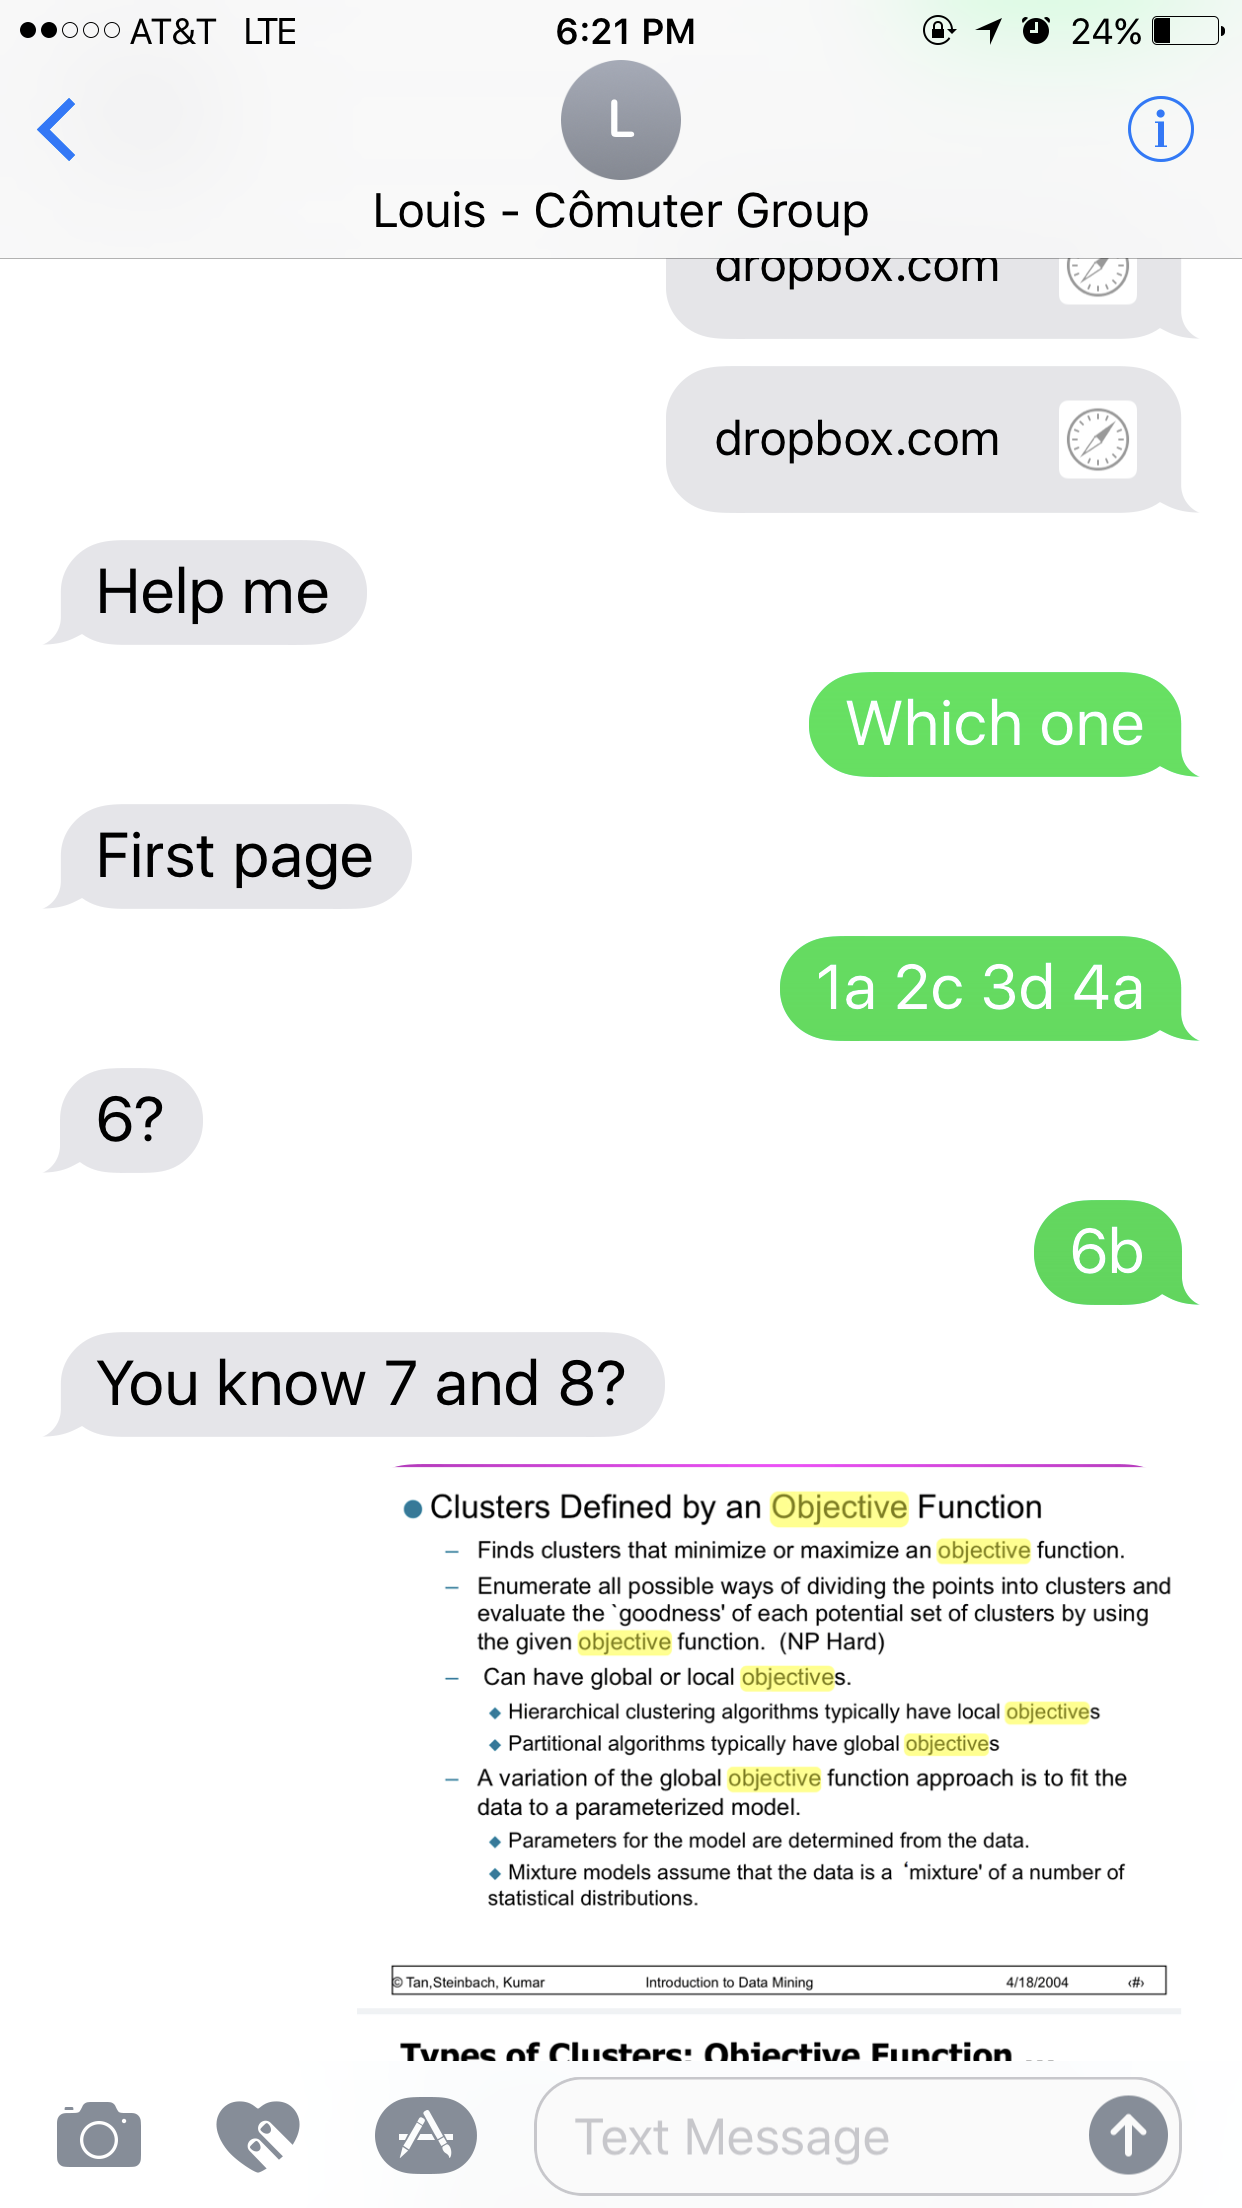 AT&T LTE 6:21 PM 24%
L
Louis - Cômuter Group
dropbox.com
dropbox.com
Help me
Which one
First page
1a 2c 3d 4a
6?
6b
You know 7 and 8?
Clusters Defined by an Objective Function
– Finds clusters that minimize or maximize an objective function.
– Enumerate all possible ways of dividing the points into clusters and
evaluate the `goodness' of each potential set of clusters by using
the given objective function. (NP Hard)
– Can have global or local objectives.
Hierarchical clustering algorithms typically have local objectives
Partitional algorithms typically have global objectives
– A variation of the global objective function approach is to fit the
data to a parameterized model.
Parameters for the model are determined from the data.
Mixture models assume that the data is a ‘mixture' of a number of
statistical distributions.
© Tan,Steinbach, Kumar Introduction to Data Mining 4/18/2004 ‹#›
Types of Clusters: Objective Function ...
Text Message